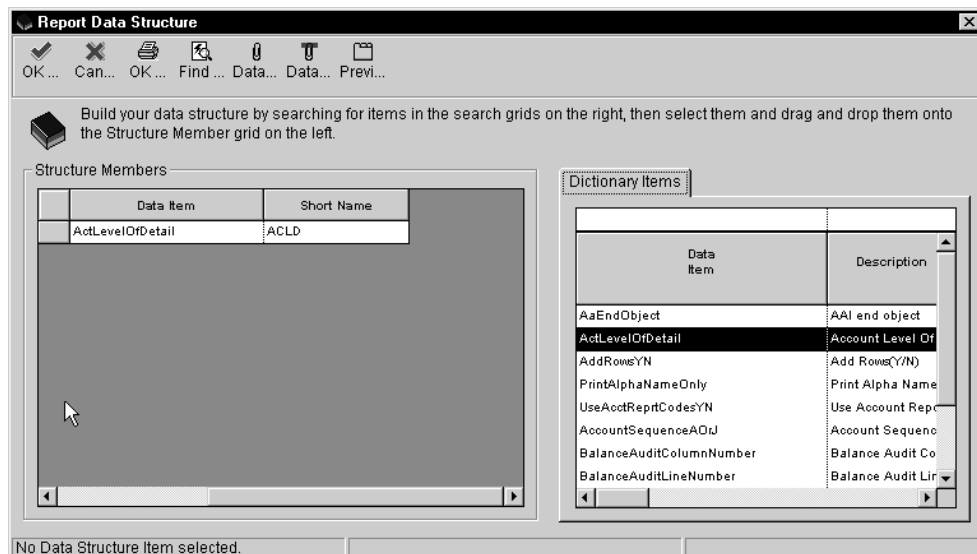 Report Data Structure
OK ... Can... OK ... Find ... Data... Data... Previ...
Build your data structure by searching for items in the search grids on the right, then select them and drag and drop them onto
the Structure Member grid on the left.
Structure Members
Data Item Short Name
ActLevelOfDetail ACLD
Dictionary Items
Data
Item
Description
AaEndObject AAI end object
ActLevelOfDetail Account Level Of
AddRowsYN Add Rows(Y/N)
PrintAlphaNameOnly Print Alpha Name
UseAcctReprtCodesYN Use Account Repo
AccountSequenceAOrJ Account Sequenc
BalanceAuditColumnNumber Balance Audit Co
BalanceAuditLineNumber Balance Audit Lin
No Data Structure Item selected.